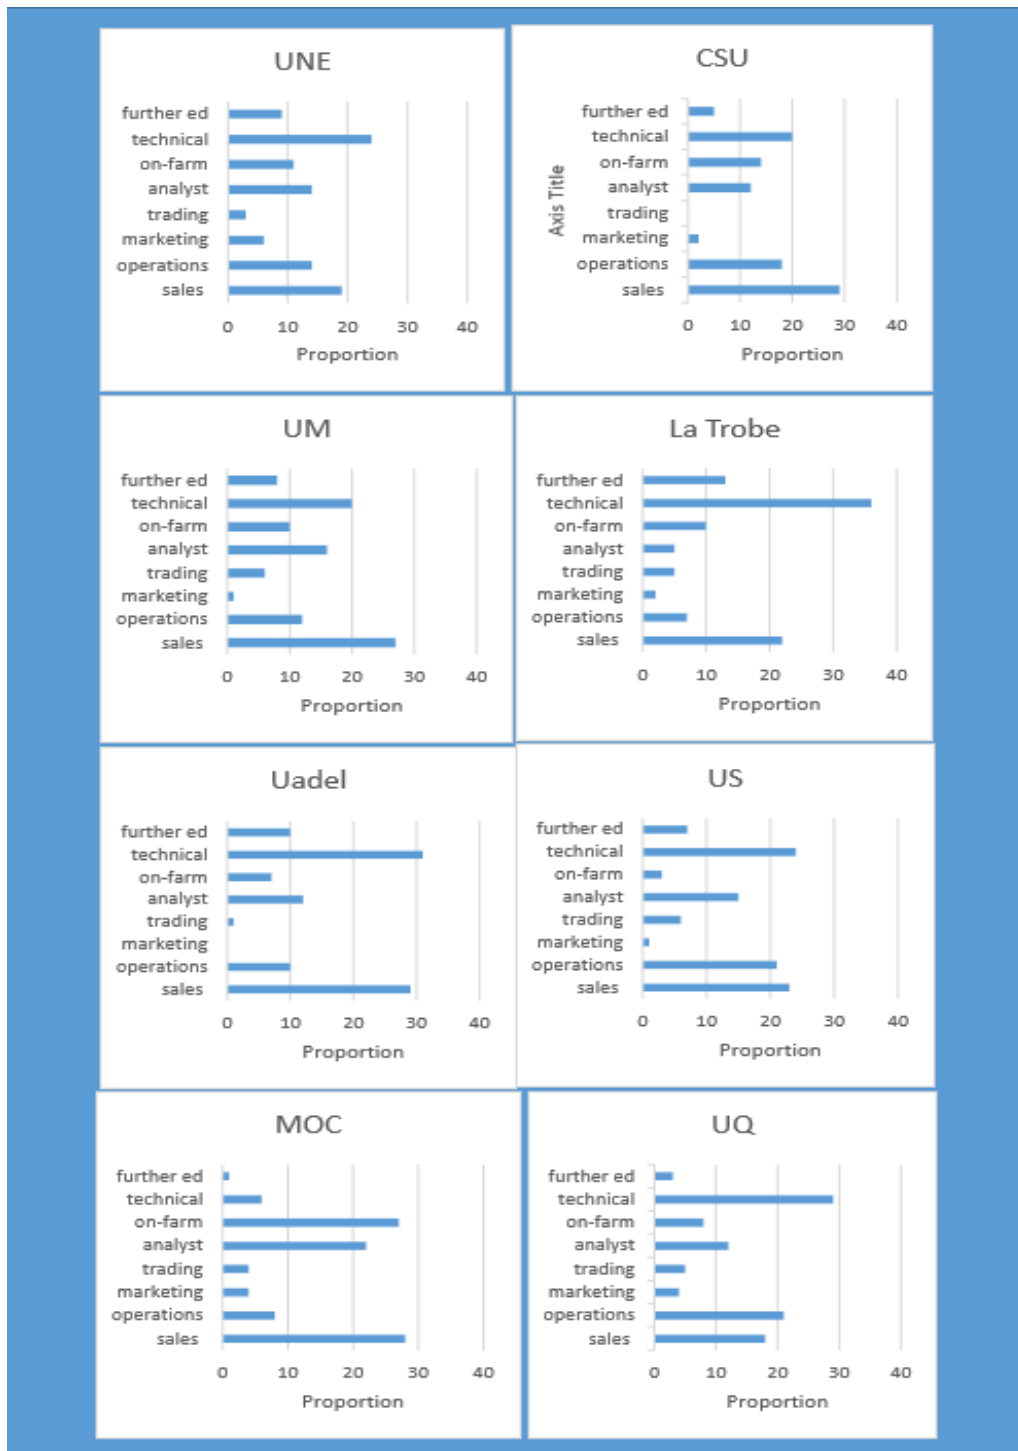 UNE
further ed
technical
on-farm
analyst
trading
marketing
operations
sales
0 10 20 30 40
Proportion
CSU
Axis Title
further ed
technical
on-farm
analyst
trading
marketing
operations
sales
0 10 20 30 40
Proportion
UM
further ed
technical
on-farm
analyst
trading
marketing
operations
sales
0 10 20 30 40
Proportion
La Trobe
further ed
technical
on-farm
analyst
trading
marketing
operations
sales
0 10 20 30 40
Proportion
Uadel
further ed
technical
on-farm
analyst
trading
marketing
operations
sales
0 10 20 30 40
Proportion
US
further ed
technical
on-farm
analyst
trading
marketing
operations
sales
0 10 20 30 40
Proportion
MOC
further ed
technical
on-farm
analyst
trading
marketing
operations
sales
0 10 20 30 40
Proportion
UQ
further ed
technical
on-farm
analyst
trading
marketing
operations
sales
0 10 20 30 40
Proportion